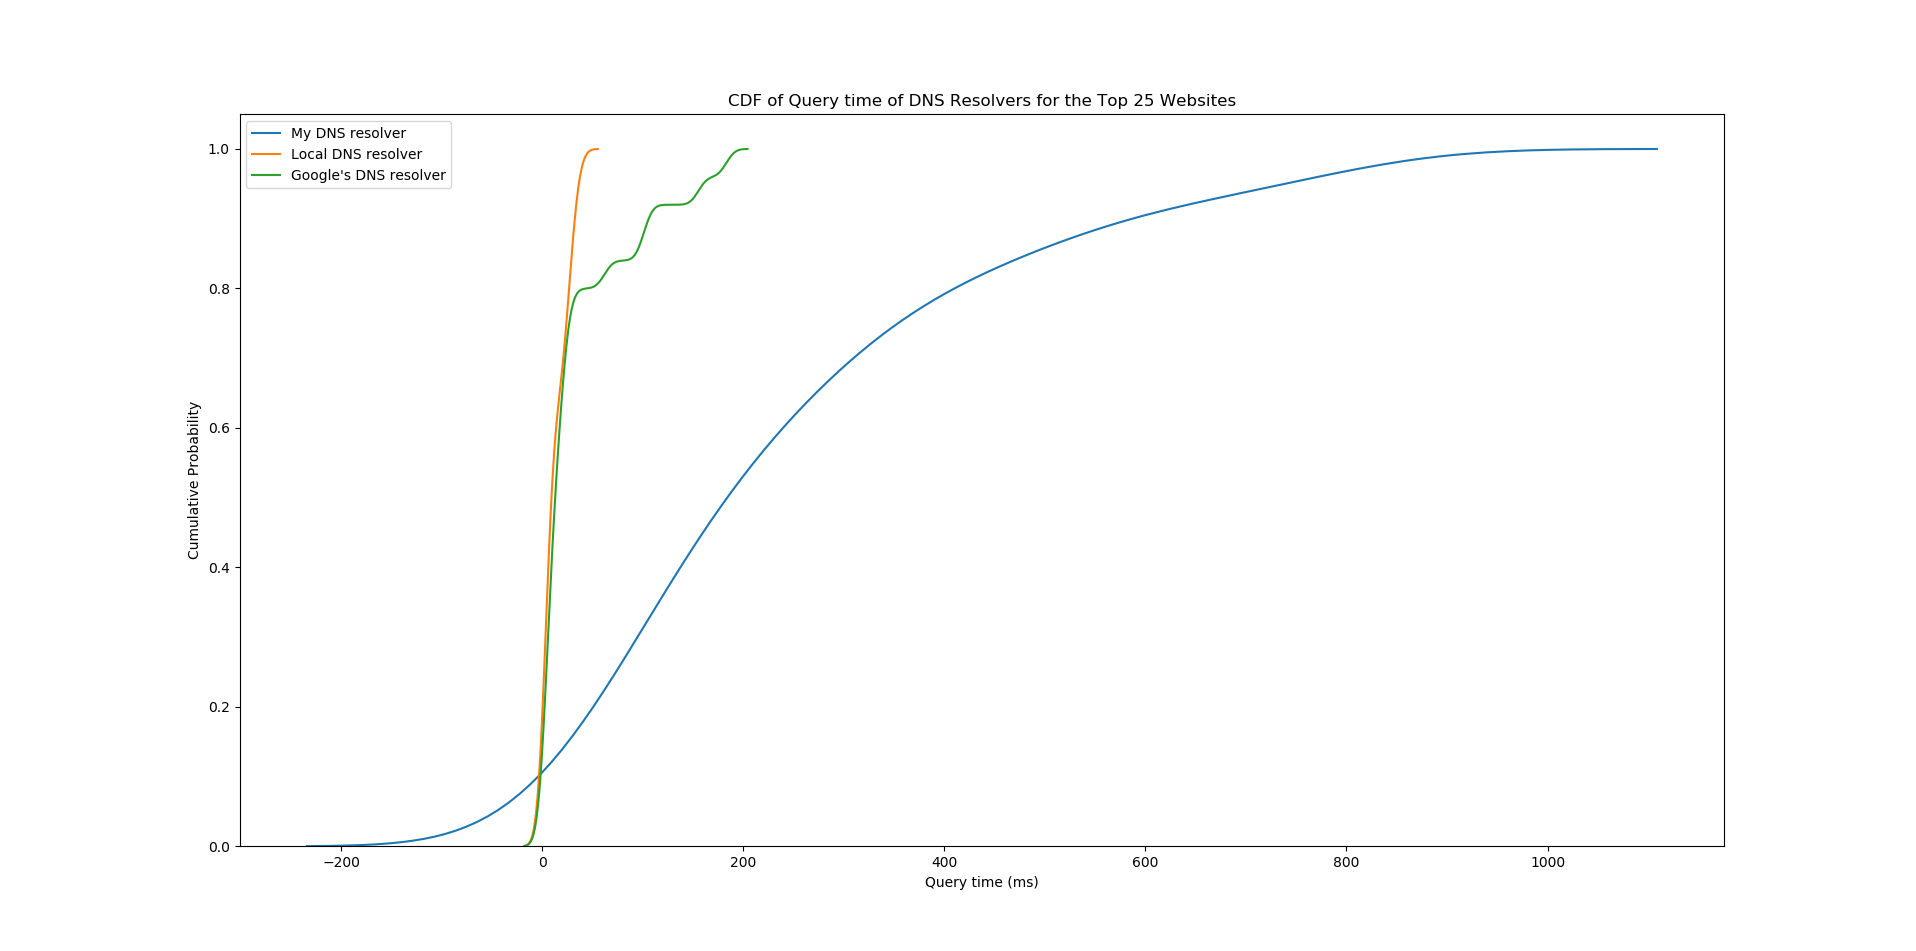 CDF of Query time of DNS Resolvers for the Top 25 Websites
My DNS resolver
Local DNS resolver
Google's DNS resolver
1.0
0.8
0.6
0.4
0.2
0.0
Cumulative Probability
−200 0 200 400 600 800 1000
Query time (ms)